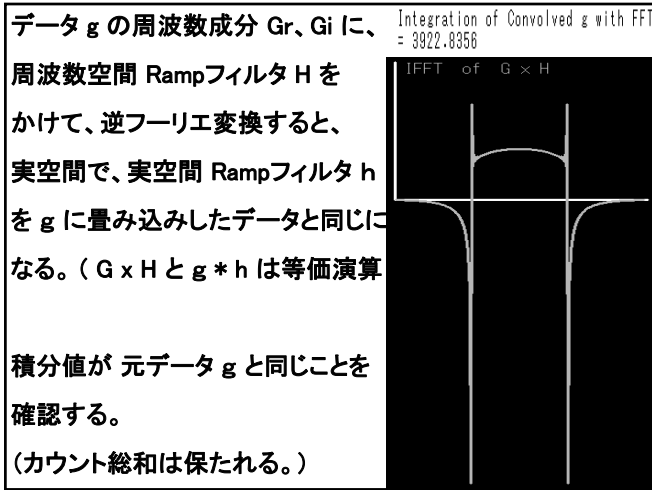 データ g の周波数成分 Gr、Gi に、
周波数空間 Rampフィルタ H を
かけて、逆フーリエ変換すると、
実空間で、実空間 Rampフィルタ h
を g に畳み込みしたデータと同じに
なる。（ G x H と g * h は等価演算
積分値が 元データ g と同じことを
確認する。
（カウント総和は保たれる。）
Integration of Convolved g with FFT
= 3922.8356
IFFT of G × H